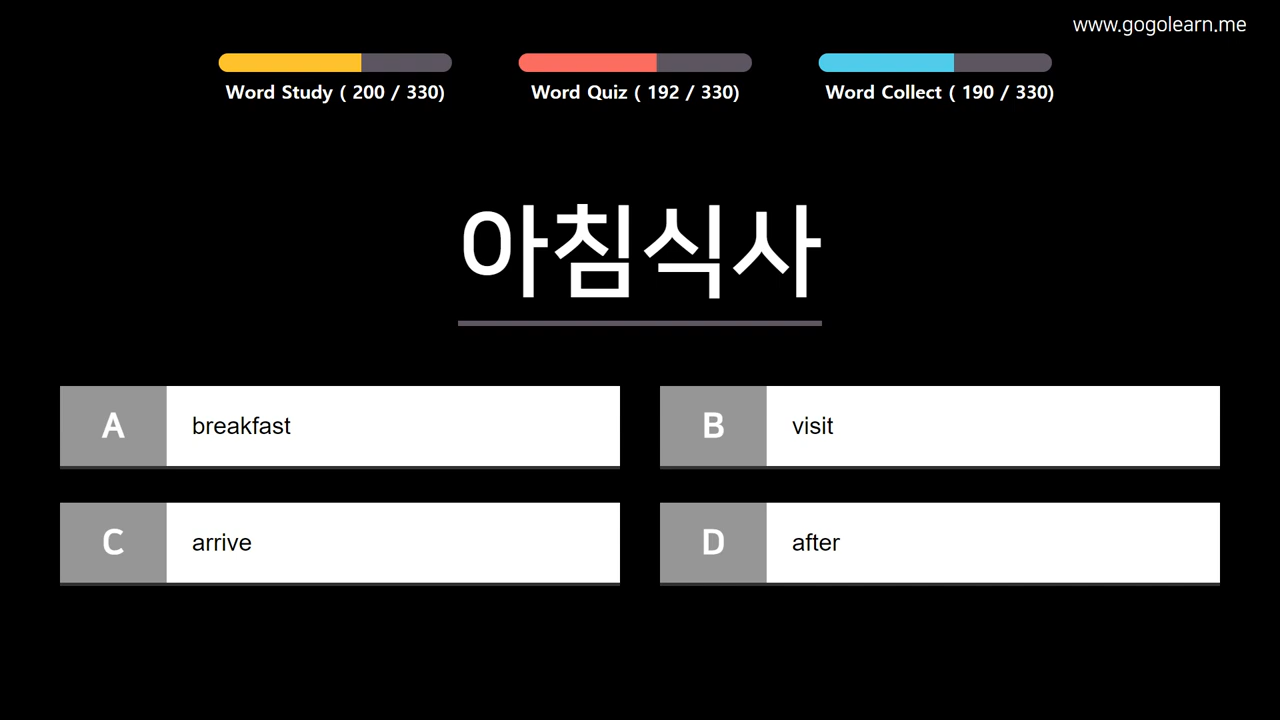 www.gogolearn.me
Word Study ( 200 / 330)
Word Quiz ( 192 / 330)
Word Collect ( 190 / 330)
아침식사
A breakfast
B visit
C arrive
D after